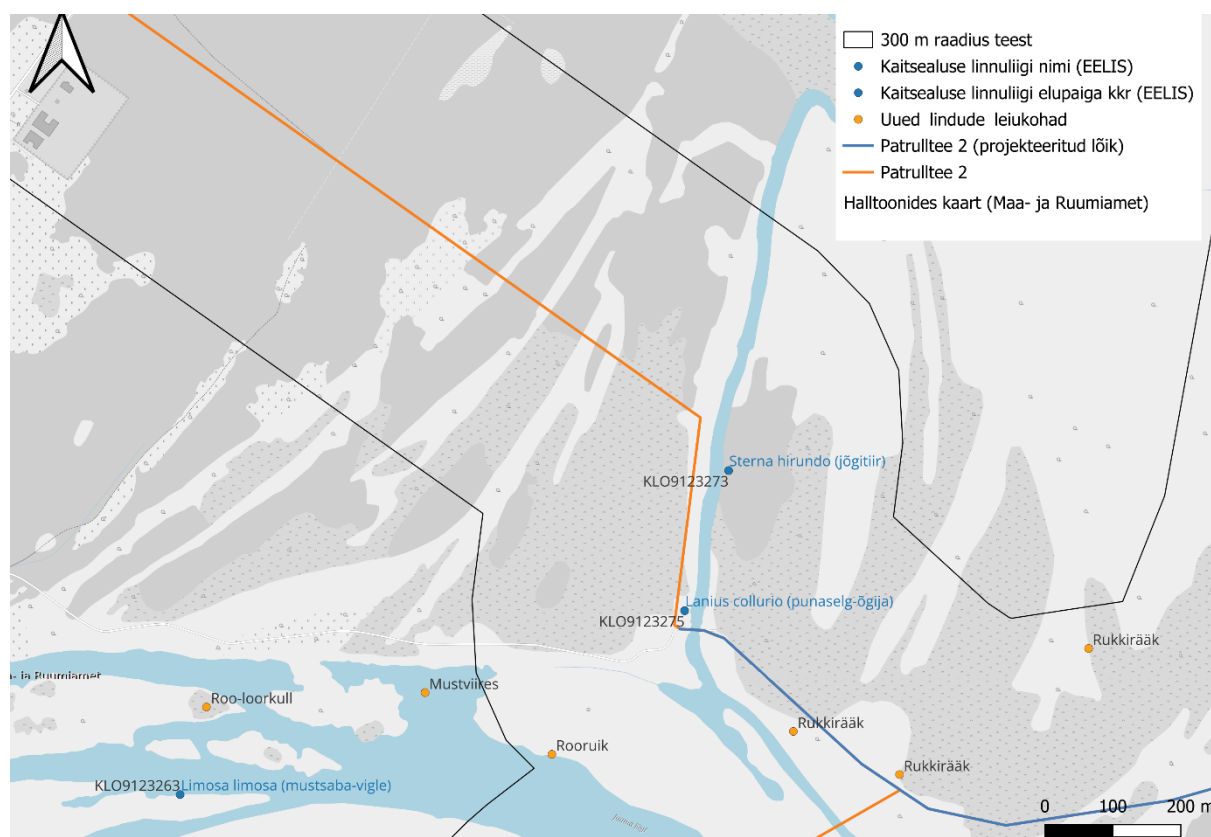 300 m raadius teest
Kaitsealuse linnuliigi nimi (EELIS)
Kaitsealuse linnuliigi elupaiga kkr (EELIS)
Uued lindude leiukohad
Patrulltee 2 (projekteeritud lõik)
Patrulltee 2
Halltoonides kaart (Maa- ja Ruumiamet)
Sterna hirundo (jõgitiir)
KLO9123273
Lanius collurio (punaselg-õgija)
KLO9123275
Rukkirääk
ja Ruumiamet
Mustviires
Roo-loorkull
Rukkirääk
Rooruik
Rukkirääk
KLO9123263 Limosa limosa (mustsaba-vigle)
0 100 200 m